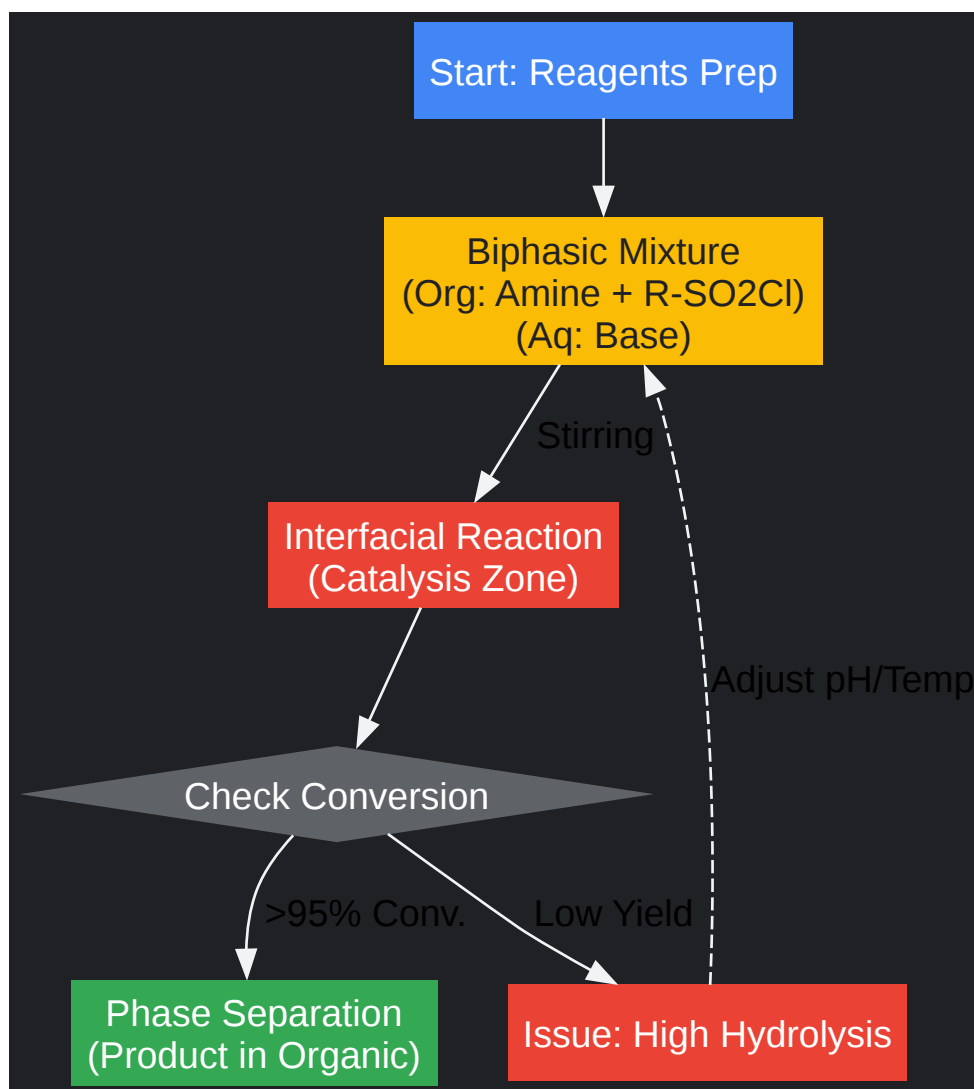 Start: Reagents Prep
Biphasic Mixture
(Org: Amine + R-SO2Cl)
(Aq: Base)
Stirring
Interfacial Reaction
(Catalysis Zone)
Adjust pH/Temp
Check Conversion
>95% Conv.
Low Yield
Phase Separation
(Product in Organic)
Issue: High Hydrolysis